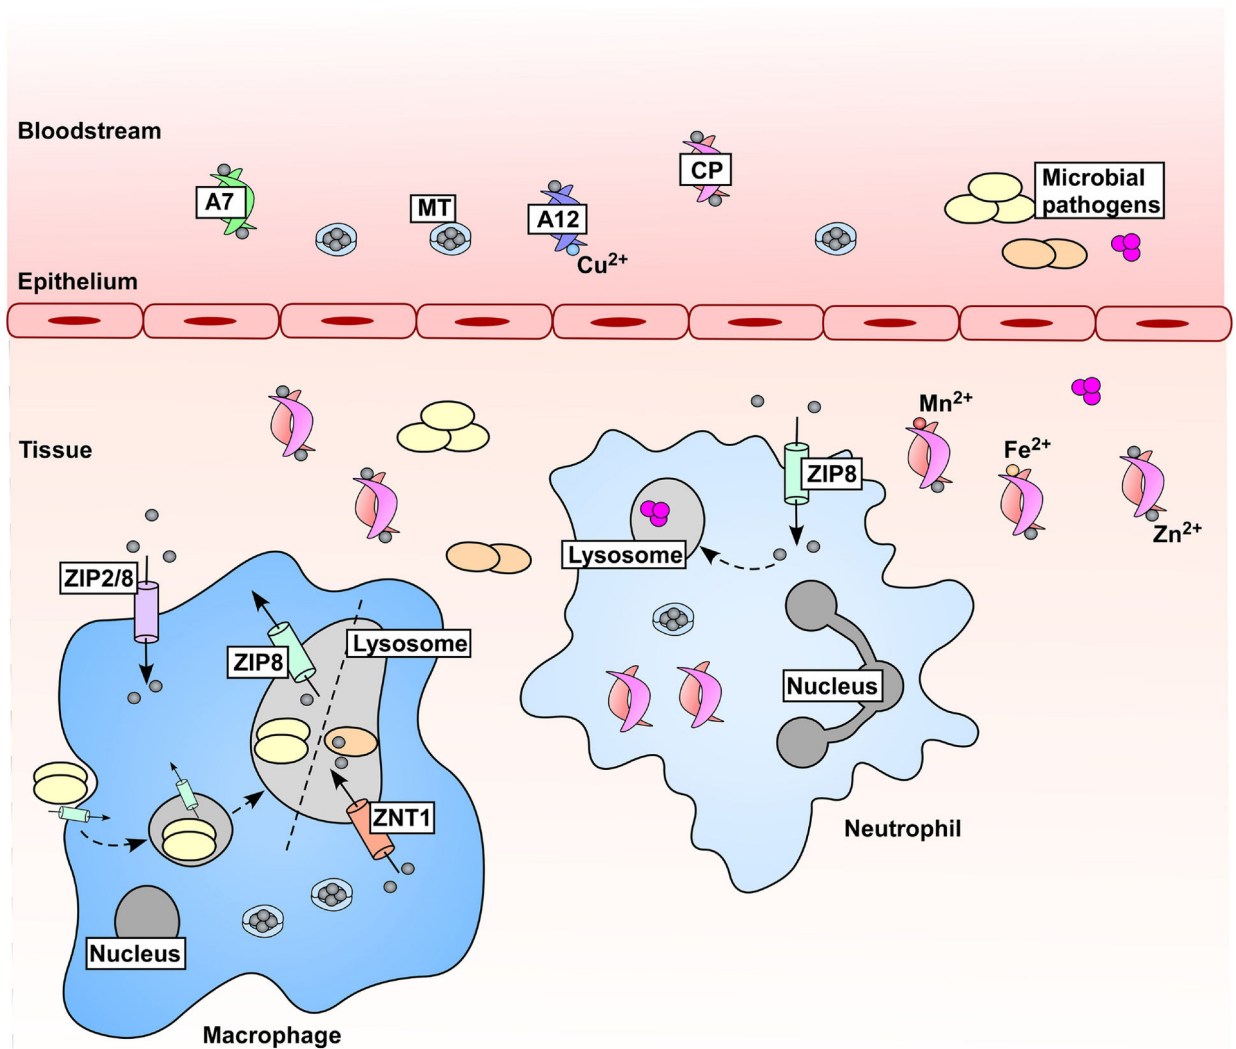 Bloodstream
A7
MT
A12
Cu2+
CP
Microbial
pathogens
Epithelium
Tissue
Mn2+
Fe2+
Zn2+
ZIP8
Lysosome
Nucleus
Neutrophil
ZIP2/8
ZIP8
Lysosome
ZNT1
Nucleus
Macrophage